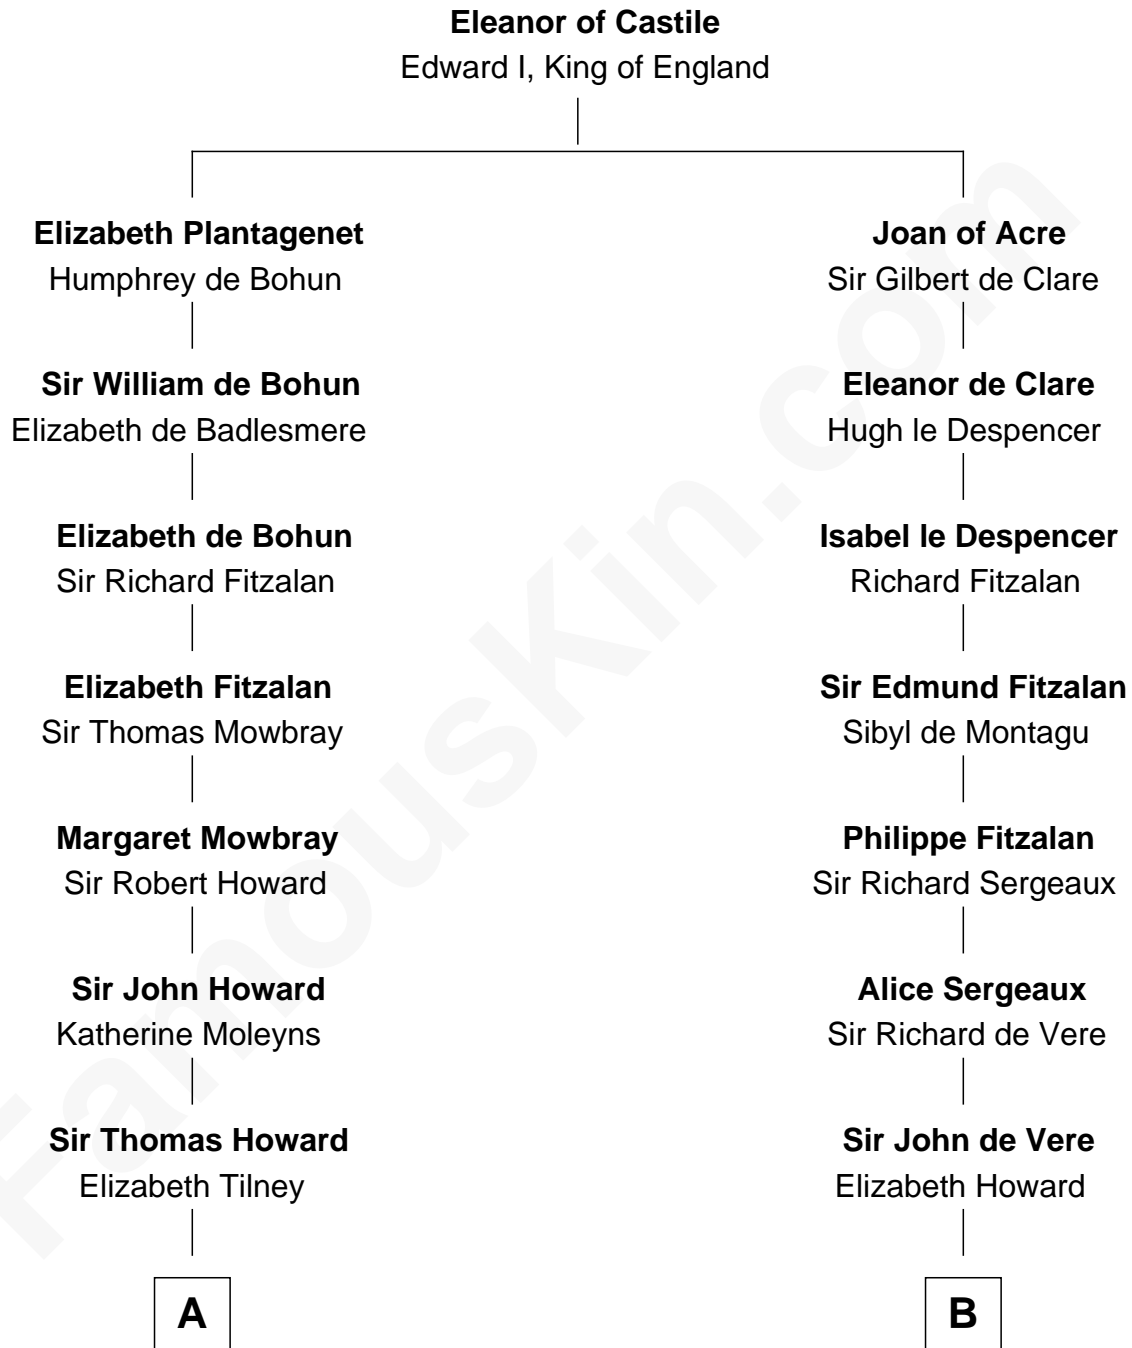 Eleanor of Castile
Edward I, King of England
Elizabeth Plantagenet
Humphrey de Bohun
Joan of Acre
Sir Gilbert de Clare
Sir William de Bohun
Elizabeth de Badlesmere
Eleanor de Clare
Hugh le Despencer
Elizabeth de Bohun
Sir Richard Fitzalan
Isabel le Despencer
Richard Fitzalan
Elizabeth Fitzalan
Sir Thomas Mowbray
Sir Edmund Fitzalan
Sibyl de Montagu
Margaret Mowbray
Sir Robert Howard
Philippe Fitzalan
Sir Richard Sergeaux
Sir John Howard
Katherine Moleyns
Alice Sergeaux
Sir Richard de Vere
Sir Thomas Howard
Elizabeth Tilney
Sir John de Vere
Elizabeth Howard
A
B
FamousKin.com